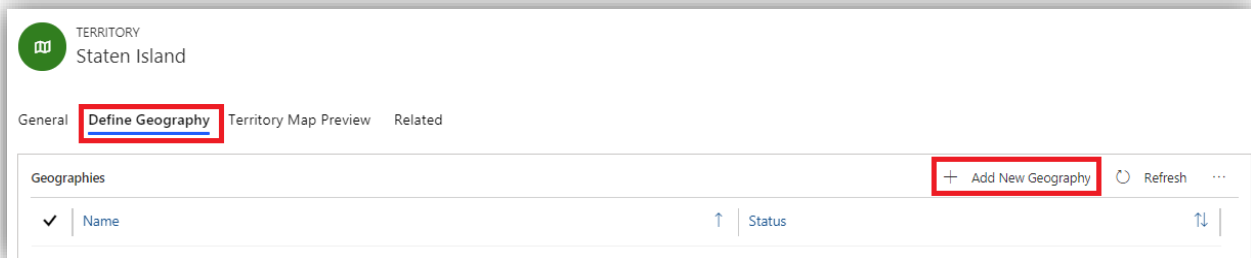 TERRITORY
Staten Island
General Define Geography Territory Map Preview Related
Geographies + Add New Geography Refresh ...
Name ↑ Status ↑↓